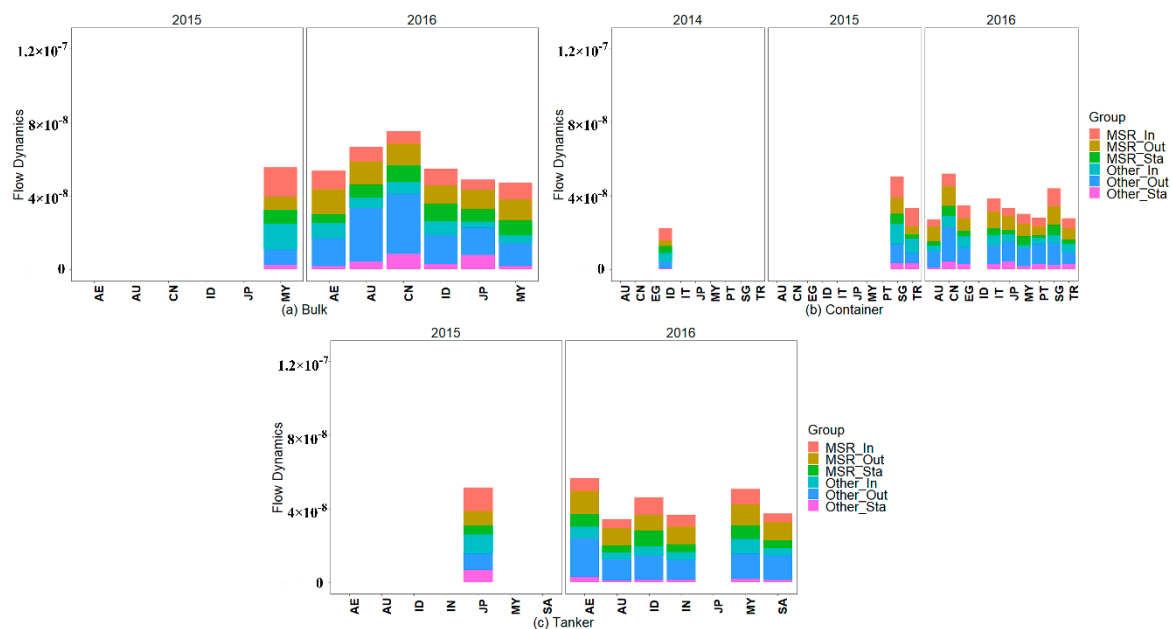 2015 2016
1.2×10⁻⁷
8×10⁻⁸
4×10⁻⁸
0
Flow Dynamics
AE AU CN ID JP MY AE AU CN ID JP MY
(a) Bulk
2014 2015 2016
1.2×10⁻⁷
8×10⁻⁸
4×10⁻⁸
0
Flow Dynamics
AU CN EG ID IT JP MY PT SG TR AU CN EG ID IT JP MY PT SG TR AU CN EG ID IT JP MY PT SG TR
(b) Container
Group
MSR_In
MSR_Out
MSR_Sta
Other_In
Other_Out
Other_Sta
2015 2016
1.2×10⁻⁷
8×10⁻⁸
4×10⁻⁸
0
Flow Dynamics
AE AU ID IN JP MY SA AE AU ID IN JP MY SA
(c) Tanker
Group
MSR_In
MSR_Out
MSR_Sta
Other_In
Other_Out
Other_Sta